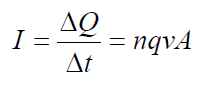 I = ΔQ/Δt = nqvA